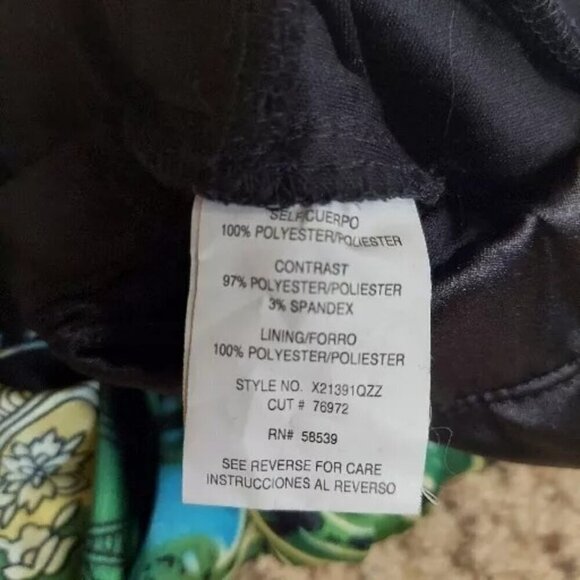 SELF/CUERPO
100% POLYESTER/POLIESTER
CONTRAST
97% POLYESTER/POLIESTER
3% SPANDEX
LINING/FORRO
100% POLYESTER/POLIESTER
STYLE NO. X21391QZZ
CUT # 76972
RN# 58539
SEE REVERSE FOR CARE
INSTRUCCIONES AL REVERSO